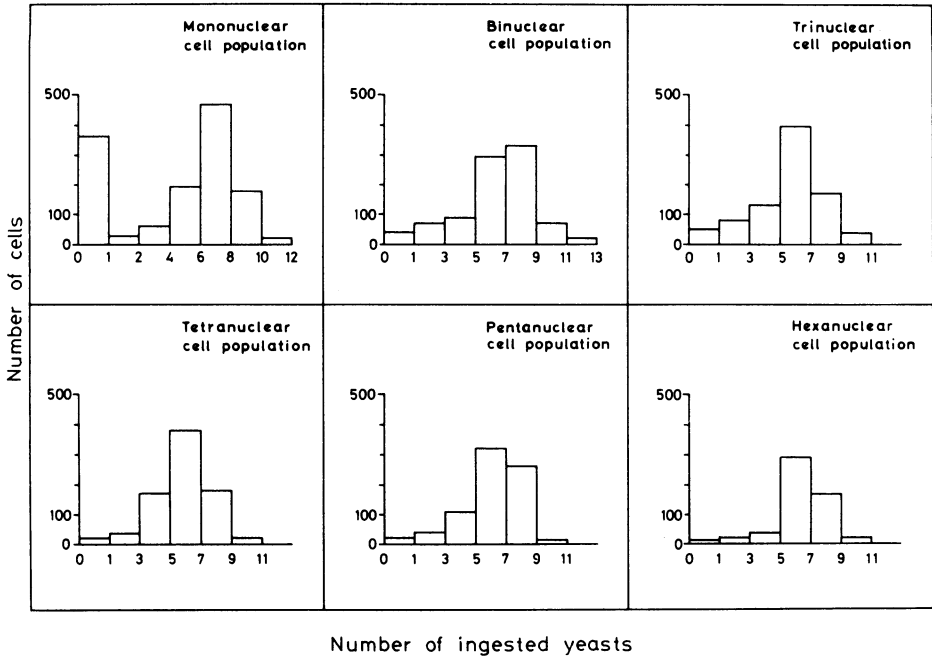 Mononuclear
cell population
500
100
0
0 1 2 4 6 8 10 12
Binuclear
cell population
500
100
0
0 1 3 5 7 9 11 13
Trinuclear
cell population
500
100
0
0 1 3 5 7 9 11
Tetranuclear
cell population
500
100
0
0 1 3 5 7 9 11
Pentanuclear
cell population
500
100
0
0 1 3 5 7 9 11
Hexanuclear
cell population
500
100
0
0 1 3 5 7 9 11
Number of cells
Number of ingested yeasts